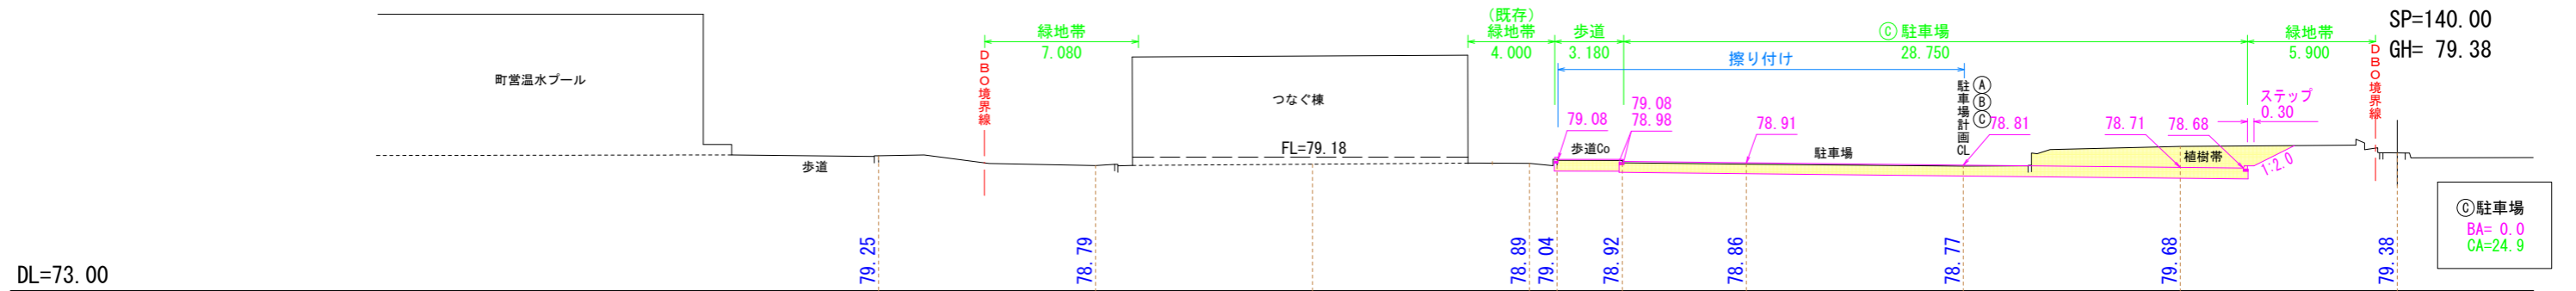 SP=140.00
GH= 79.38
緑地帯
7.080
(既存)
緑地帯
4.000
歩道
3.180
Ⓒ駐車場
28.750
緑地帯
5.900
DBO境界線
DBO境界線
擦り付け
町営温水プール
つなぐ棟
FL=79.18
歩道
歩道Co
駐車場
駐車場計画CL
Ⓐ
Ⓑ
Ⓒ
植樹帯
ステップ
0.30
1:2.0
79.08
79.08
78.98
78.91
78.81
78.71
78.68
79.25
78.79
78.89
79.04
78.92
78.86
78.77
79.68
79.38
DL=73.00
Ⓒ駐車場
BA= 0.0
CA=24.9